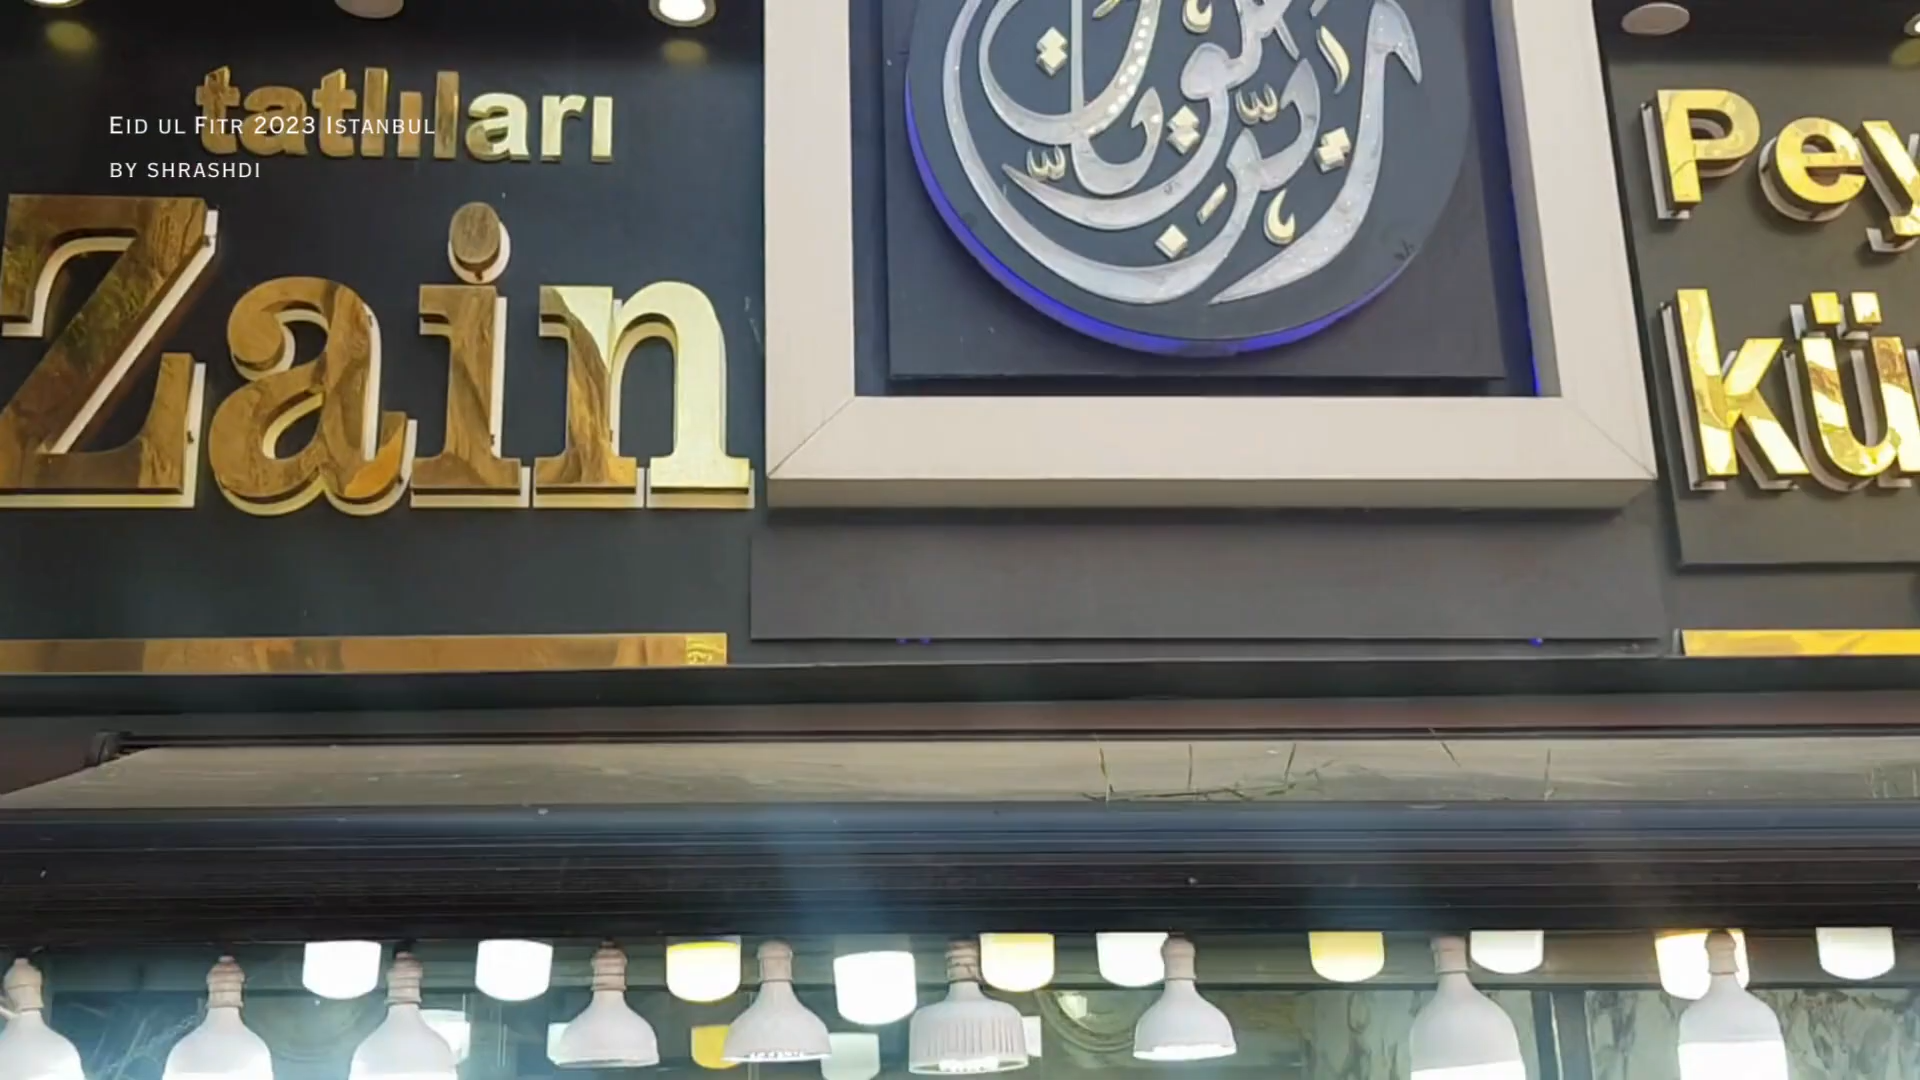 Eid ul Fitr 2023 Istanbul
by shrashdi
tatlıları
Zain
Pey
kü